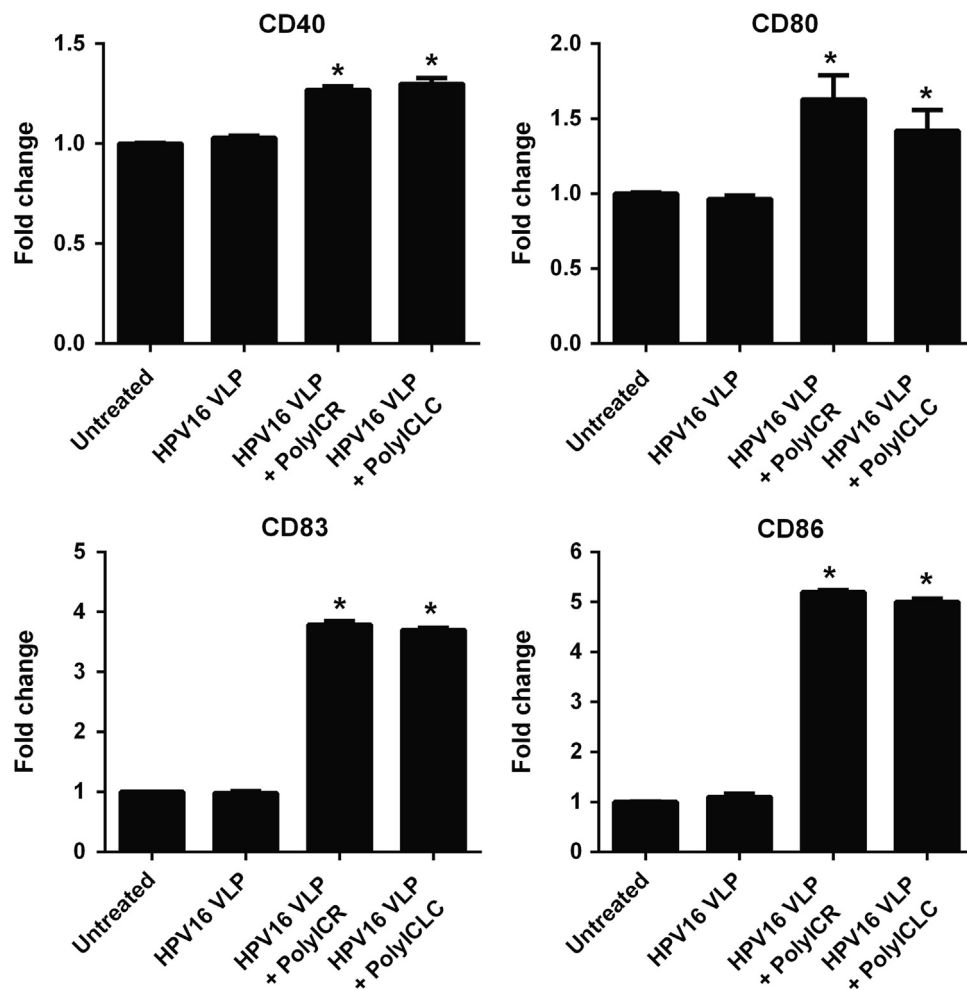 CD40
Fold change
1.5
1.0
0.5
0.0
*
*
Untreated
HPV16 VLP
HPV16 VLP
+ PolyICR
HPV16 VLP
+ PolyICLC
CD80
Fold change
2.0
1.5
1.0
0.5
0.0
*
*
Untreated
HPV16 VLP
HPV16 VLP
+ PolyICR
HPV16 VLP
+ PolyICLC
CD83
Fold change
5
4
3
2
1
0
*
*
Untreated
HPV16 VLP
HPV16 VLP
+ PolyICR
HPV16 VLP
+ PolyICLC
CD86
Fold change
6
5
4
3
2
1
0
*
*
Untreated
HPV16 VLP
HPV16 VLP
+ PolyICR
HPV16 VLP
+ PolyICLC